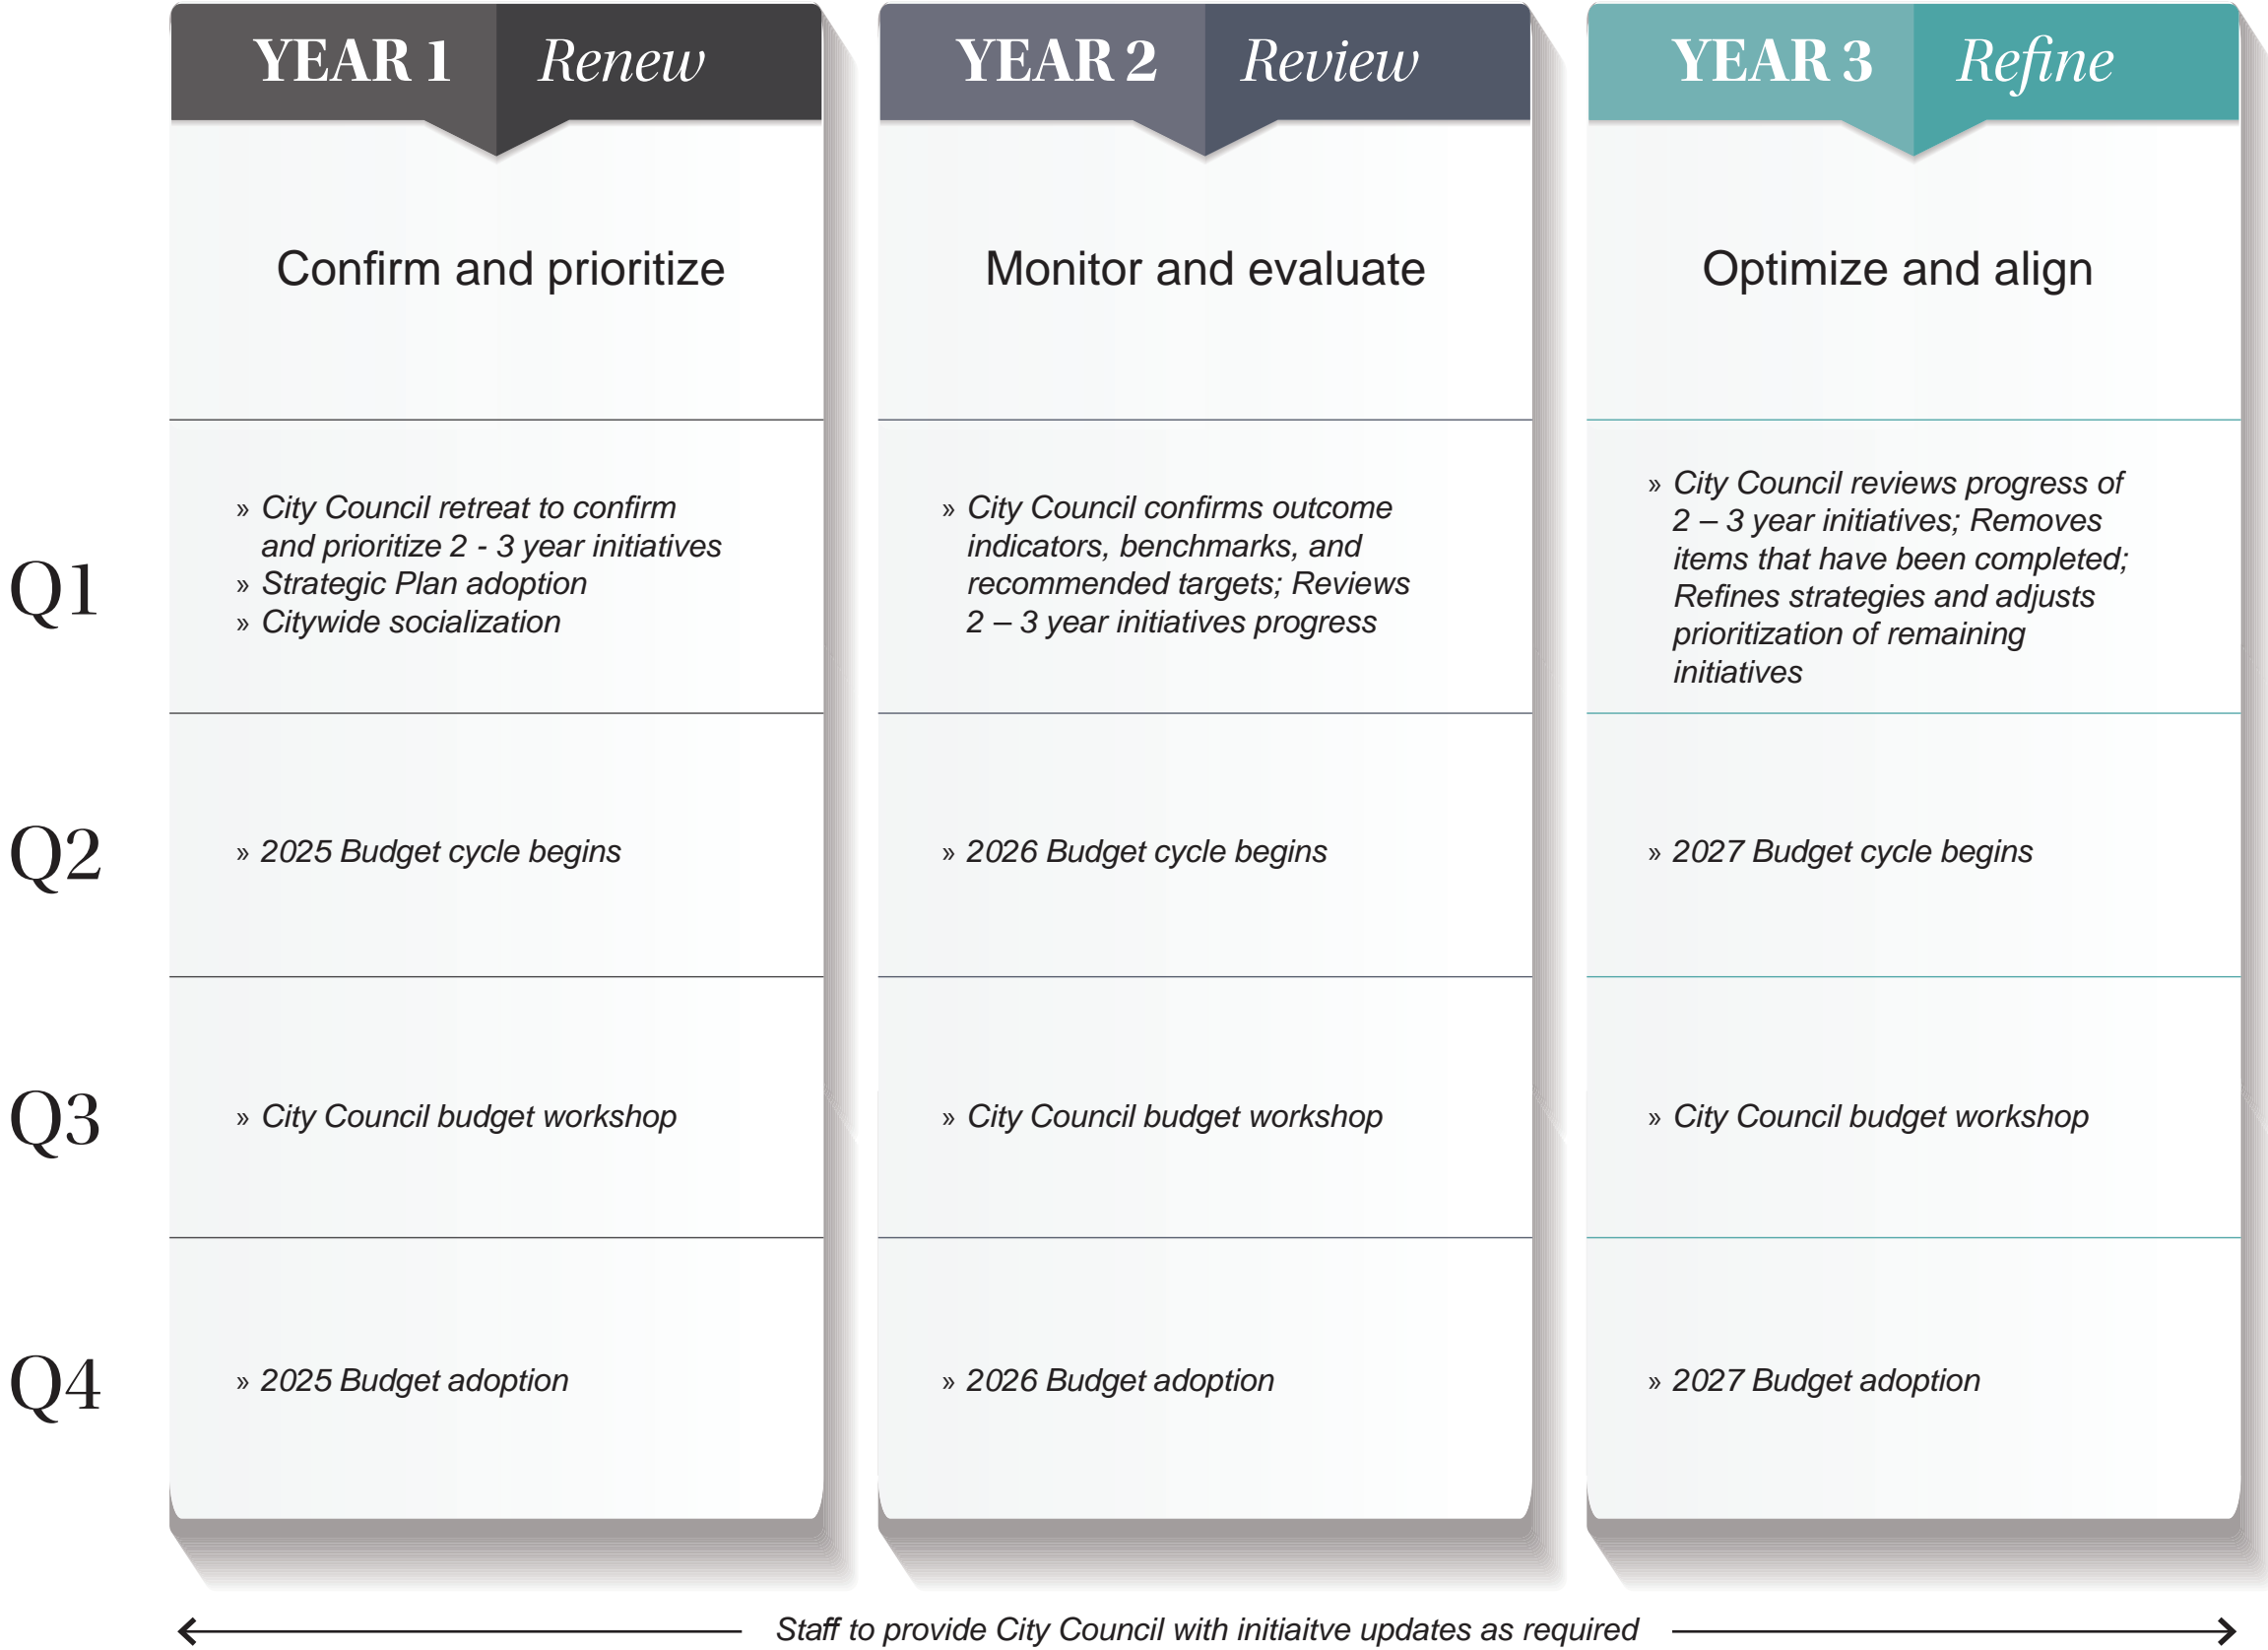 YEAR 1 Renew
YEAR 2 Review
YEAR 3 Refine
Confirm and prioritize
Monitor and evaluate
Optimize and align
Q1
» City Council retreat to confirm
and prioritize 2 - 3 year initiatives
» Strategic Plan adoption
» Citywide socialization
» City Council confirms outcome
indicators, benchmarks, and
recommended targets; Reviews
2 – 3 year initiatives progress
» City Council reviews progress of
2 – 3 year initiatives; Removes
items that have been completed;
Refines strategies and adjusts
prioritization of remaining
initiatives
Q2
» 2025 Budget cycle begins
» 2026 Budget cycle begins
» 2027 Budget cycle begins
Q3
» City Council budget workshop
» City Council budget workshop
» City Council budget workshop
Q4
» 2025 Budget adoption
» 2026 Budget adoption
» 2027 Budget adoption
Staff to provide City Council with initiaitve updates as required